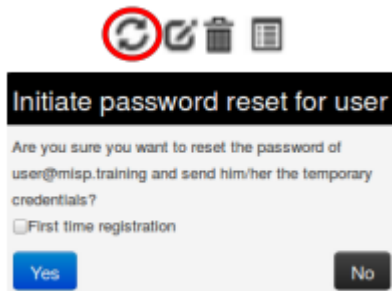 Initiate password reset for user
Are you sure you want to reset the password of
user@misp.training and send him/her the temporary
credentials?
First time registration
Yes
No